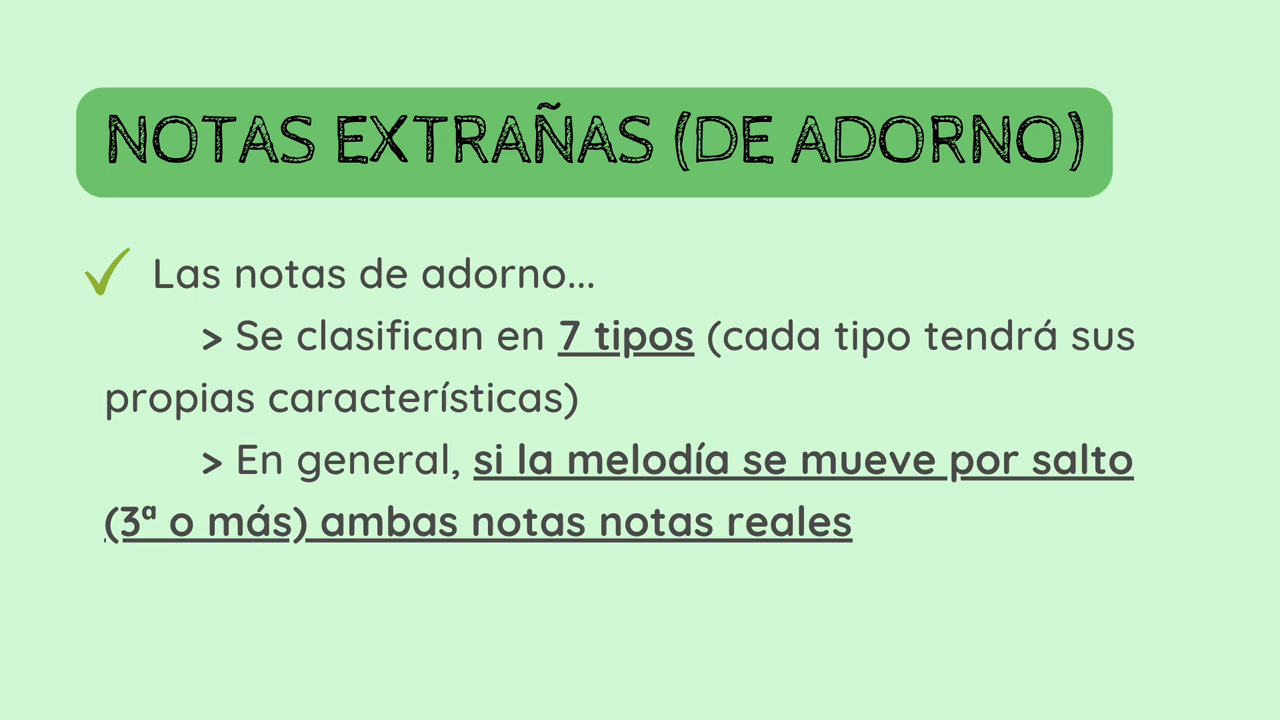 NOTAS EXTRAÑAS (DE ADORNO)
Las notas de adorno...
> Se clasifican en 7 tipos (cada tipo tendrá sus
propias características)
> En general, si la melodía se mueve por salto
(3ª o más) ambas notas notas reales